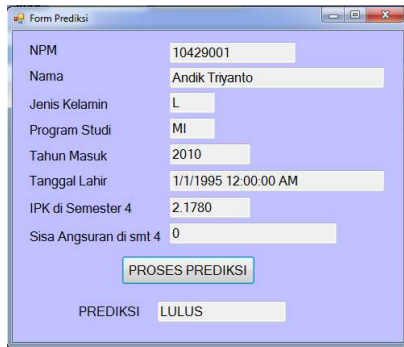 Form Prediksi
NPM 10429001
Nama Andik Triyanto
Jenis Kelamin L
Program Studi MI
Tahun Masuk 2010
Tanggal Lahir 1/1/1995 12:00:00 AM
IPK di Semester 4 2.1780
Sisa Angsuran di smt 4 0
PROSES PREDIKSI
PREDIKSI LULUS